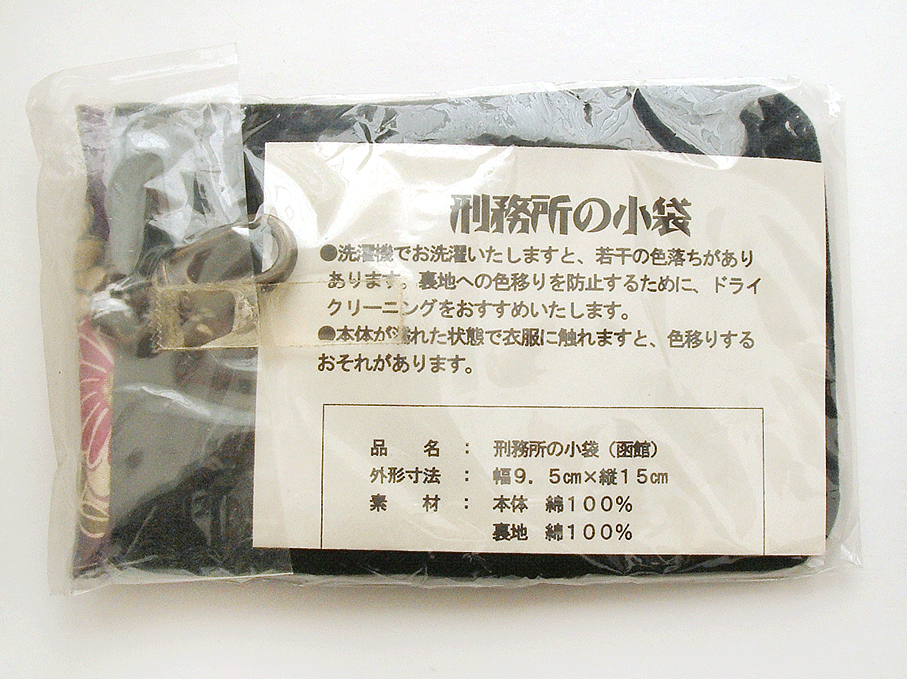 刑務所の小袋
●洗濯機でお洗濯いたしますと、若干の色落ちがあり
あります。裏地への色移りを防止するために、ドライ
クリーニングをおすすめいたします。
●本体が濡れた状態で衣服に触れますと、色移りする
おそれがあります。
品　名　：　刑務所の小袋（函館）
外形寸法　：　幅９．５㎝×縦１５㎝
素　材　：　本体　綿１００％
裏地　綿１００％